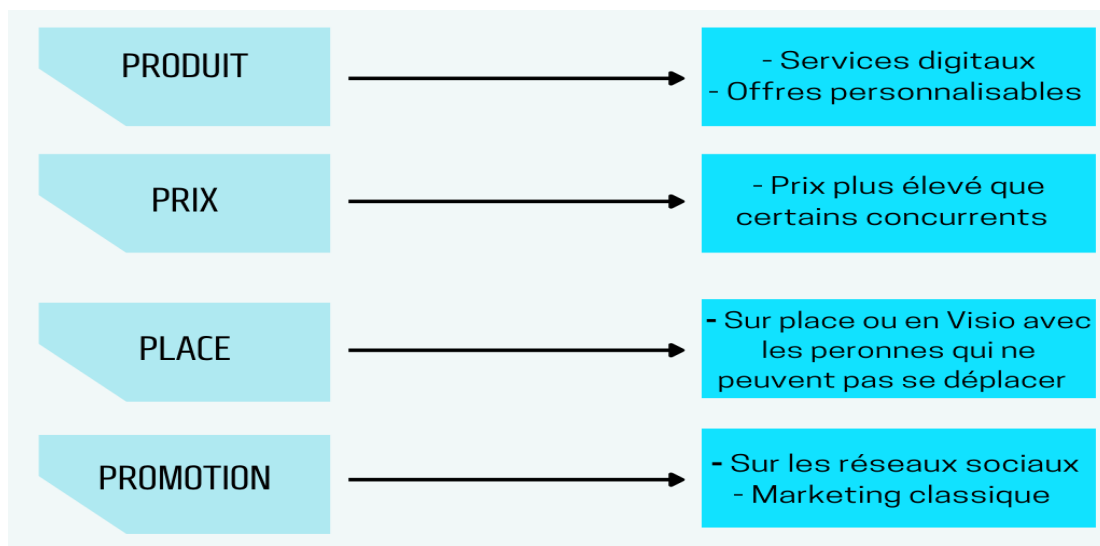 PRODUIT
- Services digitaux
- Offres personnalisables
PRIX
- Prix plus élevé que
certains concurrents
PLACE
- Sur place ou en Visio avec
les peronnes qui ne
peuvent pas se déplacer
PROMOTION
- Sur les réseaux sociaux
- Marketing classique